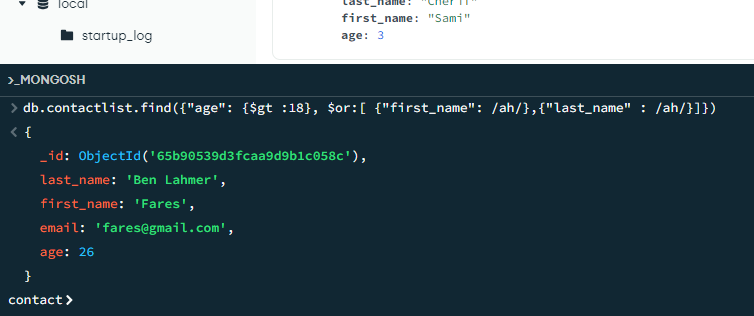 local
startup_log
last_name: "Cherif"
first_name: "Sami"
age: 3
>_MONGOSH
> db.contactlist.find({"age": {$gt :18}, $or:[ {"first_name": /ah/},{"last_name" : /ah/}]})
< {
_id: ObjectId('65b90539d3fcaa9d9b1c058c'),
last_name: 'Ben Lahmer',
first_name: 'Fares',
email: 'fares@gmail.com',
age: 26
}
contact>